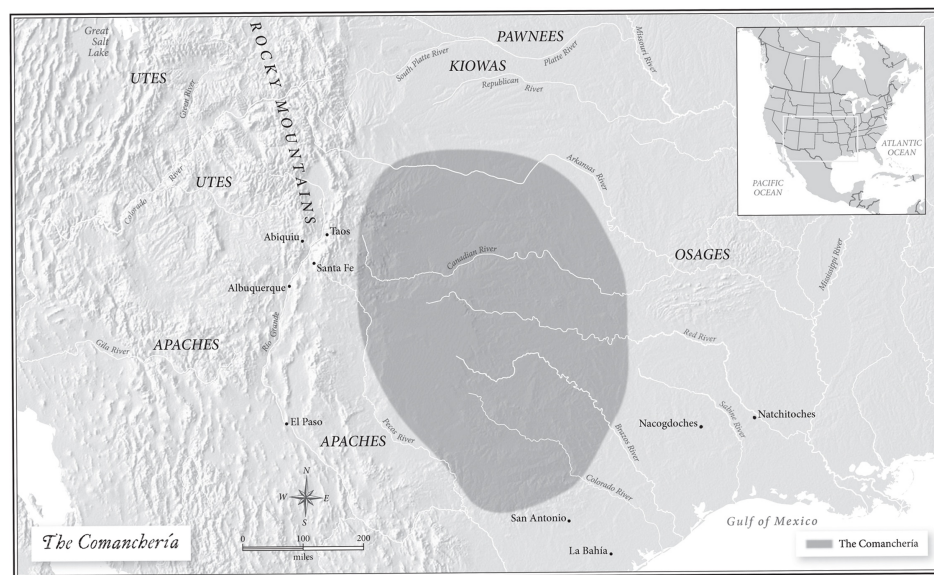 Great
Salt
Lake
ROCKY MOUNTAINS
PAWNEES
South Platte River
Platte River
Missouri River
KIOWAS
Republican River
UTES
Great River
UTES
Colorado River
Arkansas River
PACIFIC
OCEAN
ATLANTIC
OCEAN
Abiquiu
Taos
Santa Fe
Albuquerque
Canadian River
OSAGES
Mississippi River
Rio Grande
Gila River
APACHES
Red River
El Paso
APACHES
Pecos River
Brazos River
Nacogdoches
Sabine River
Natchitoches
N
W
E
S
Colorado River
San Antonio
Gulf of Mexico
La Bahía
The Comanchería
0
100
200
miles
The Comanchería